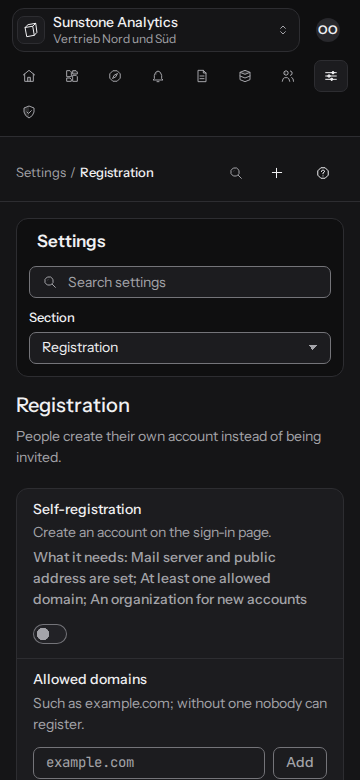 Sunstone Analytics
Vertrieb Nord und Süd
OO
Settings / Registration
Settings
Search settings
Section
Registration
Registration
People create their own account instead of being
invited.
Self-registration
Create an account on the sign-in page.
What it needs: Mail server and public
address are set; At least one allowed
domain; An organization for new accounts
Allowed domains
Such as example.com; without one nobody can
register.
example.com
Add